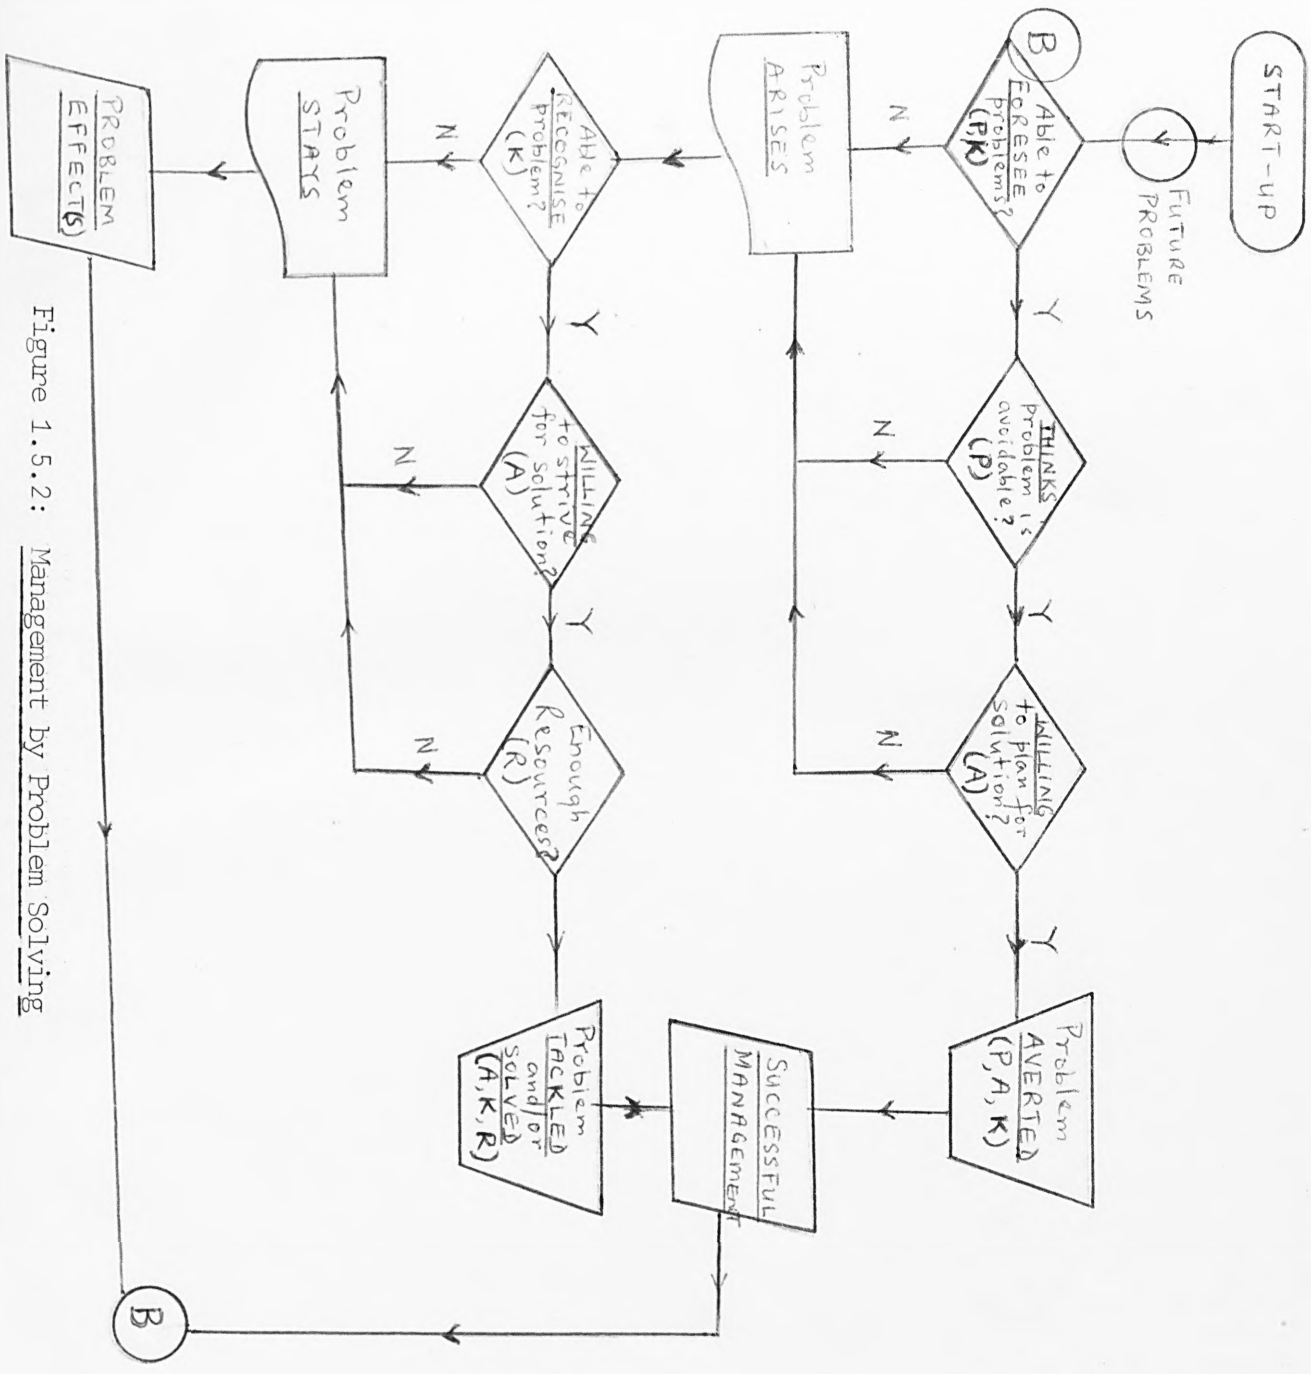 START-UP
FUTURE
PROBLEMS
B
Able to
FORESEE
problems?
(P,K)
Y
THINKS
problem is
avoidable?
(P)
Y
WILLING
to plan for
solution?
(A)
Y
Problem
AVERTED
(P, A, K)
N
N
N
Problem
ARISES
SUCCESSFUL
MANAGEMENT
Able to
RECOGNISE
problem?
(K)
Y
WILLING
to strive
for solution?
(A)
Y
Enough
Resources?
(R)
Problem
TACKLED
and/or
SOLVED
(A, K, R)
N
N
N
Problem
STAYS
PROBLEM
EFFECT(S)
B
Figure 1.5.2: Management by Problem Solving